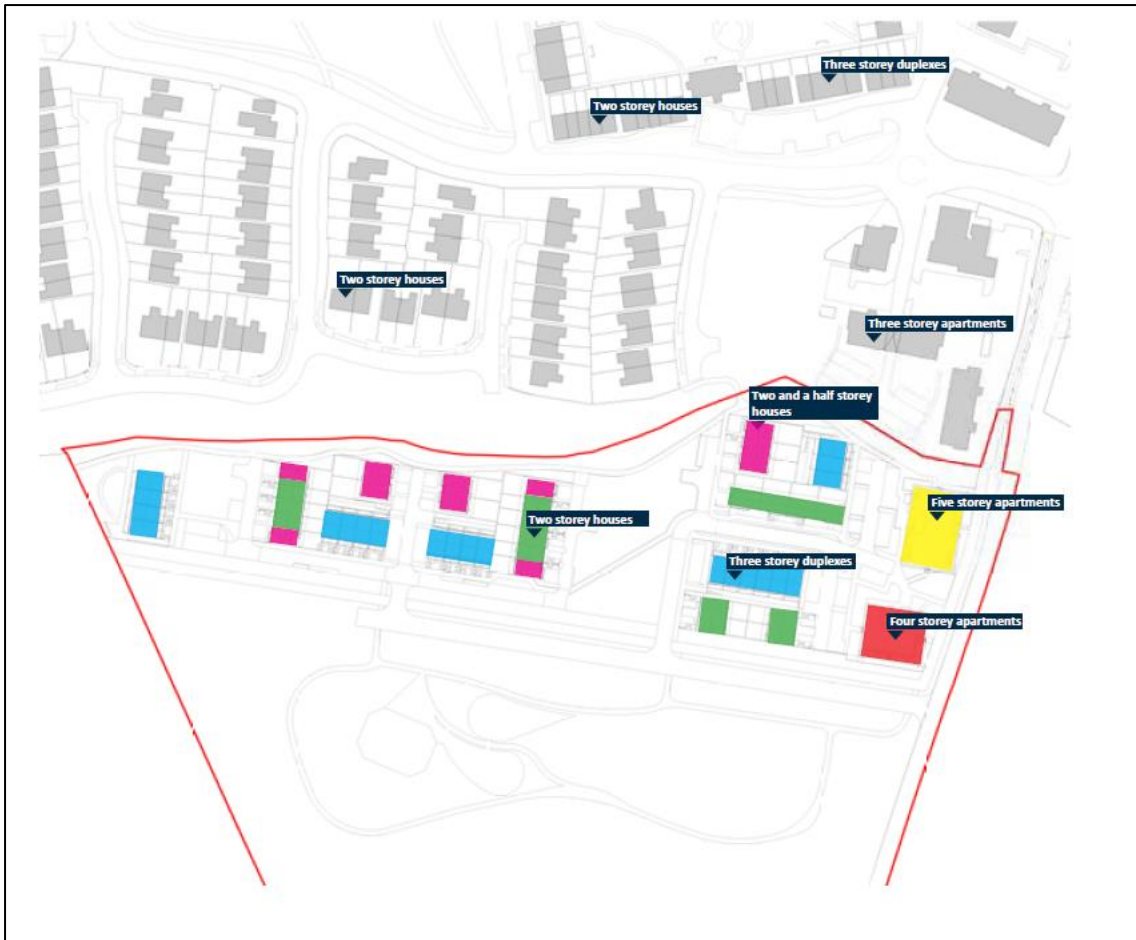 Three storey duplexes
Two storey houses
Two storey houses
Three storey apartments
Two and a half storey
houses
Five storey apartments
Two storey houses
Three storey duplexes
Four storey apartments